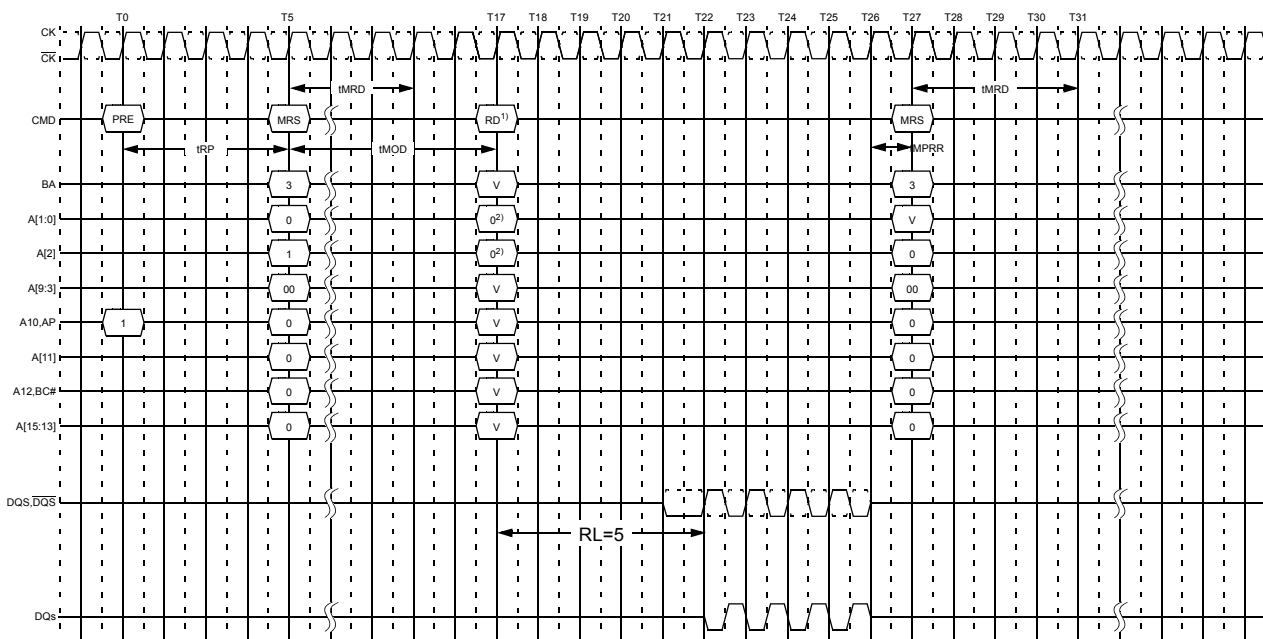 T0 T5 T17 T18 T19 T20 T21 T22 T23 T24 T25 T26 T27 T28 T29 T30 T31
CK
CK
tMRD tMRD
CMD PRE MRS RD1) MRS
tRP tMOD tMPRR
BA 3 V 3
A[1:0] 0 02) V
A[2] 1 02) 0
A[9:3] 00 V 00
A10,AP 1 0 V 0
A[11] 0 V 0
A12,BC# 0 V 0
A[15:13] 0 V 0
DQS,DQS
RL=5
DQs